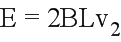 E = 2BLv₂